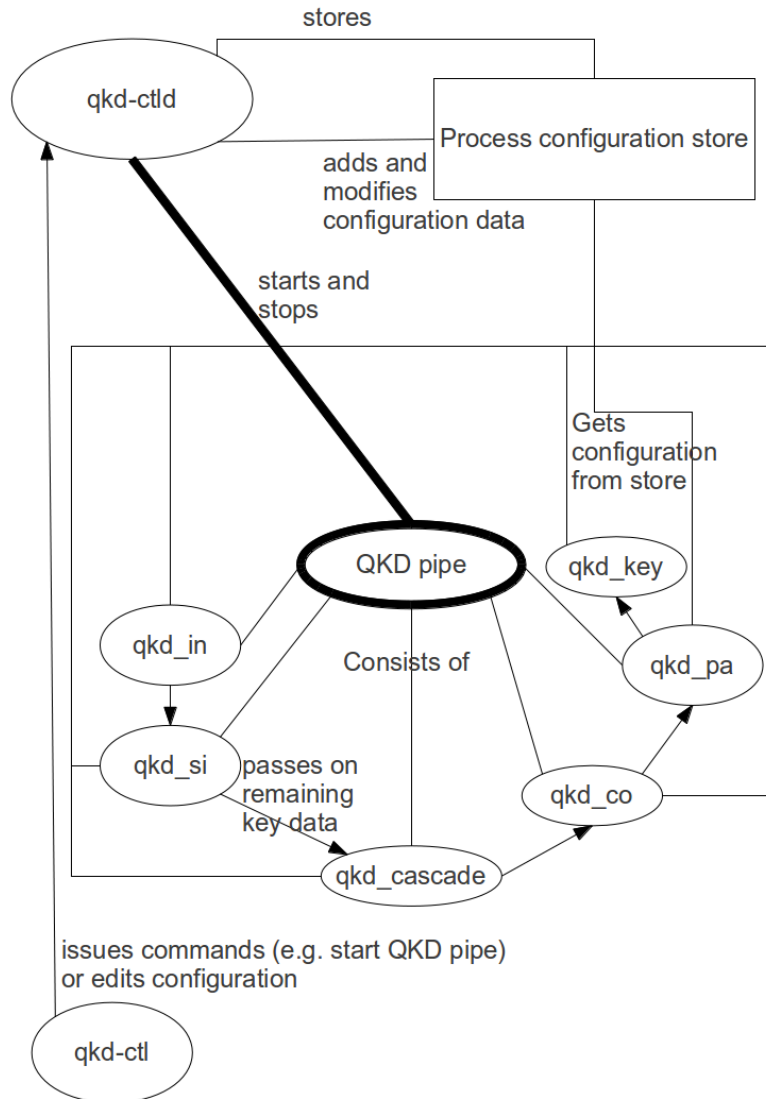 stores
qkd-ctld
Process configuration store
adds and
modifies
configuration data
starts and
stops
Gets
configuration
from store
QKD pipe
qkd_key
qkd_in
Consists of
qkd_pa
qkd_si
passes on
remaining
key data
qkd_co
qkd_cascade
issues commands (e.g. start QKD pipe)
or edits configuration
qkd-ctl